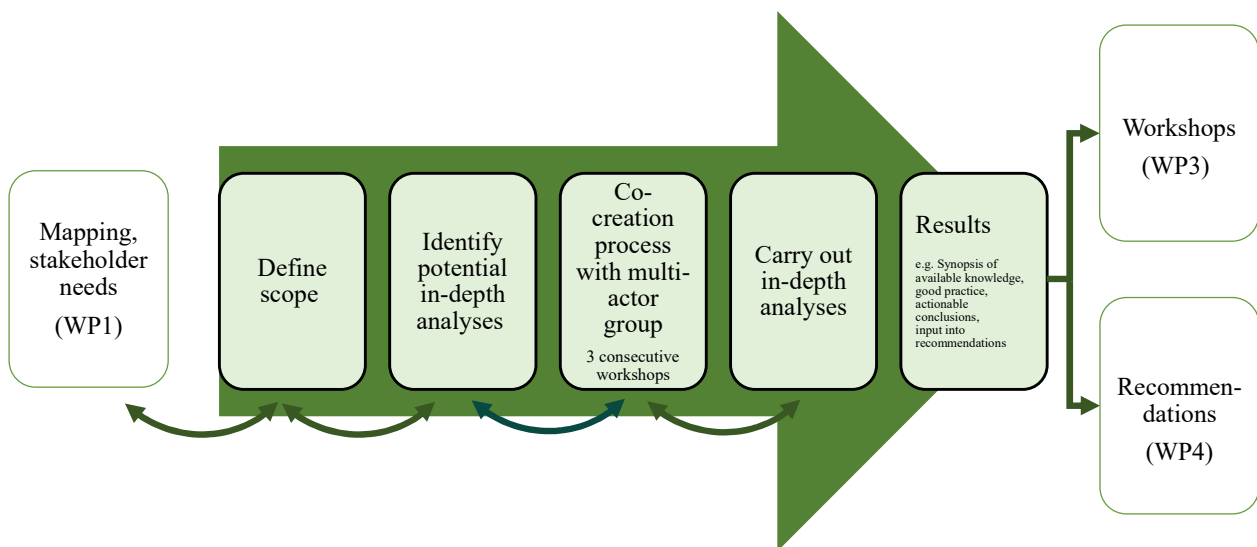 Mapping,
stakeholder
needs
(WP1)
Define
scope
Identify
potential
in-depth
analyses
Co-
creation
process
with multi-
actor
group
3 consecutive
workshops
Carry out
in-depth
analyses
Results
e.g. Synopsis of
available knowledge,
good practice,
actionable
conclusions,
input into
recommendations
Workshops
(WP3)
Recommen-
dations
(WP4)